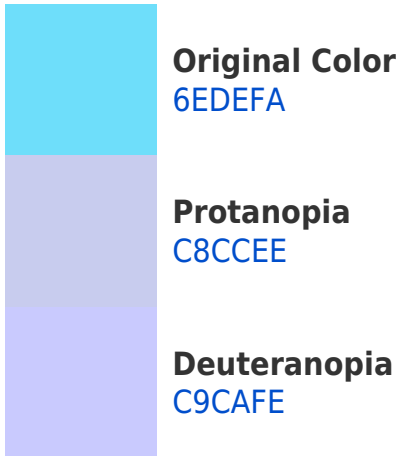 Original Color
6EDEFA
Protanopia
C8CCEE
Deuteranopia
C9CAFE